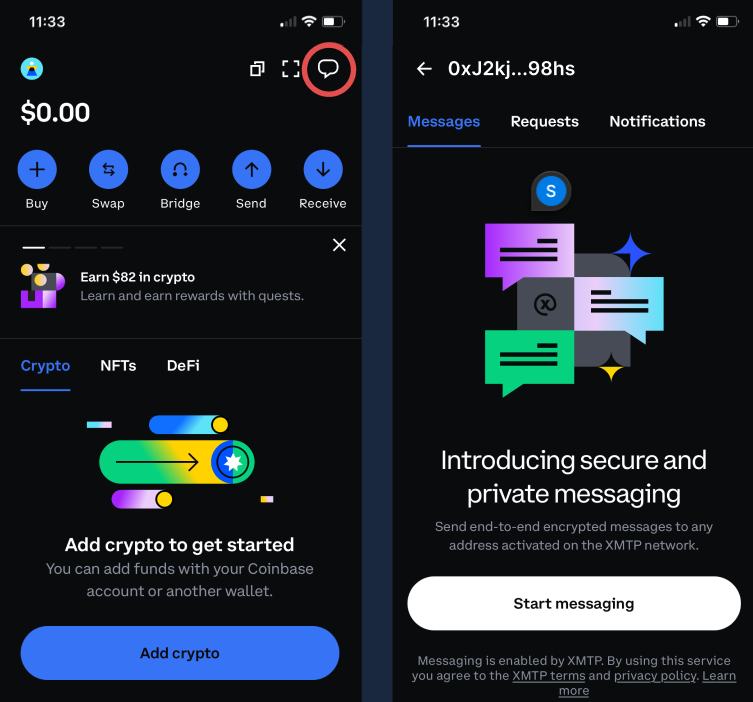 11:33
$0.00
Buy
Swap
Bridge
Send
Receive
Earn $82 in crypto
Learn and earn rewards with quests.
Crypto
NFTs
DeFi
Add crypto to get started
You can add funds with your Coinbase
account or another wallet.
Add crypto
11:33
0xJ2kj...98hs
Messages
Requests
Notifications
S
Introducing secure and
private messaging
Send end-to-end encrypted messages to any
address activated on the XMTP network.
Start messaging
Messaging is enabled by XMTP. By using this service
you agree to the XMTP terms and privacy policy. Learn
more